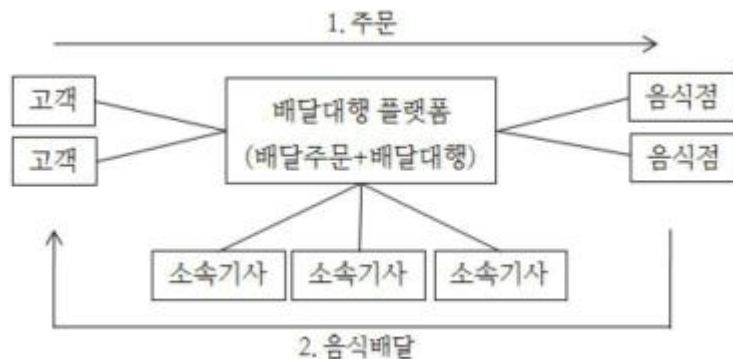 1. 주문
고객
고객
배달대행 플랫폼
(배달주문+배달대행)
음식점
음식점
소속기사
소속기사
소속기사
2. 음식배달